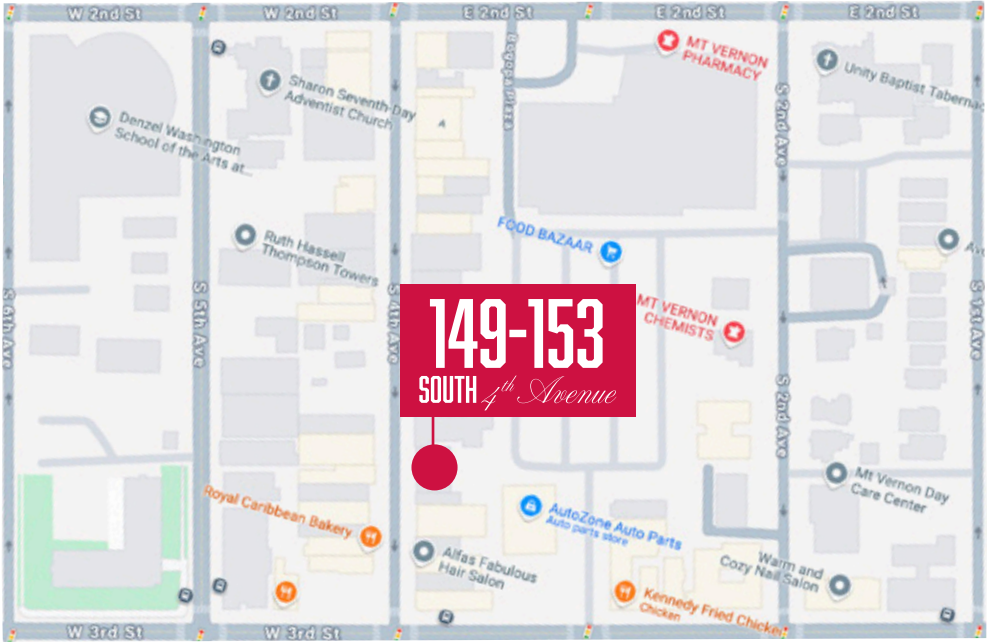 W 2nd St
W 2nd St
E 2nd St
E 2nd St
E 2nd St
MT VERNON
PHARMACY
Unity Baptist Tabernac
Sharon Seventh-Day
Adventist Church
A
Denzel Washington
School of the Arts at...
Bogopa Plaza
S 2nd Ave
FOOD BAZAAR
Ruth Hassell
Thompson Towers
Ave
S 6th Ave
S 5th Ave
S 4th Ave
S 1st Ave
149-153
SOUTH 4th Avenue
MT VERNON
CHEMISTS
S 2nd Ave
Mt Vernon Day
Care Center
Royal Caribbean Bakery
AutoZone Auto Parts
Auto parts store
Alfas Fabulous
Hair Salon
Warm and
Cozy Nail Salon
Kennedy Fried Chicken
Chicken
W 3rd St
W 3rd St